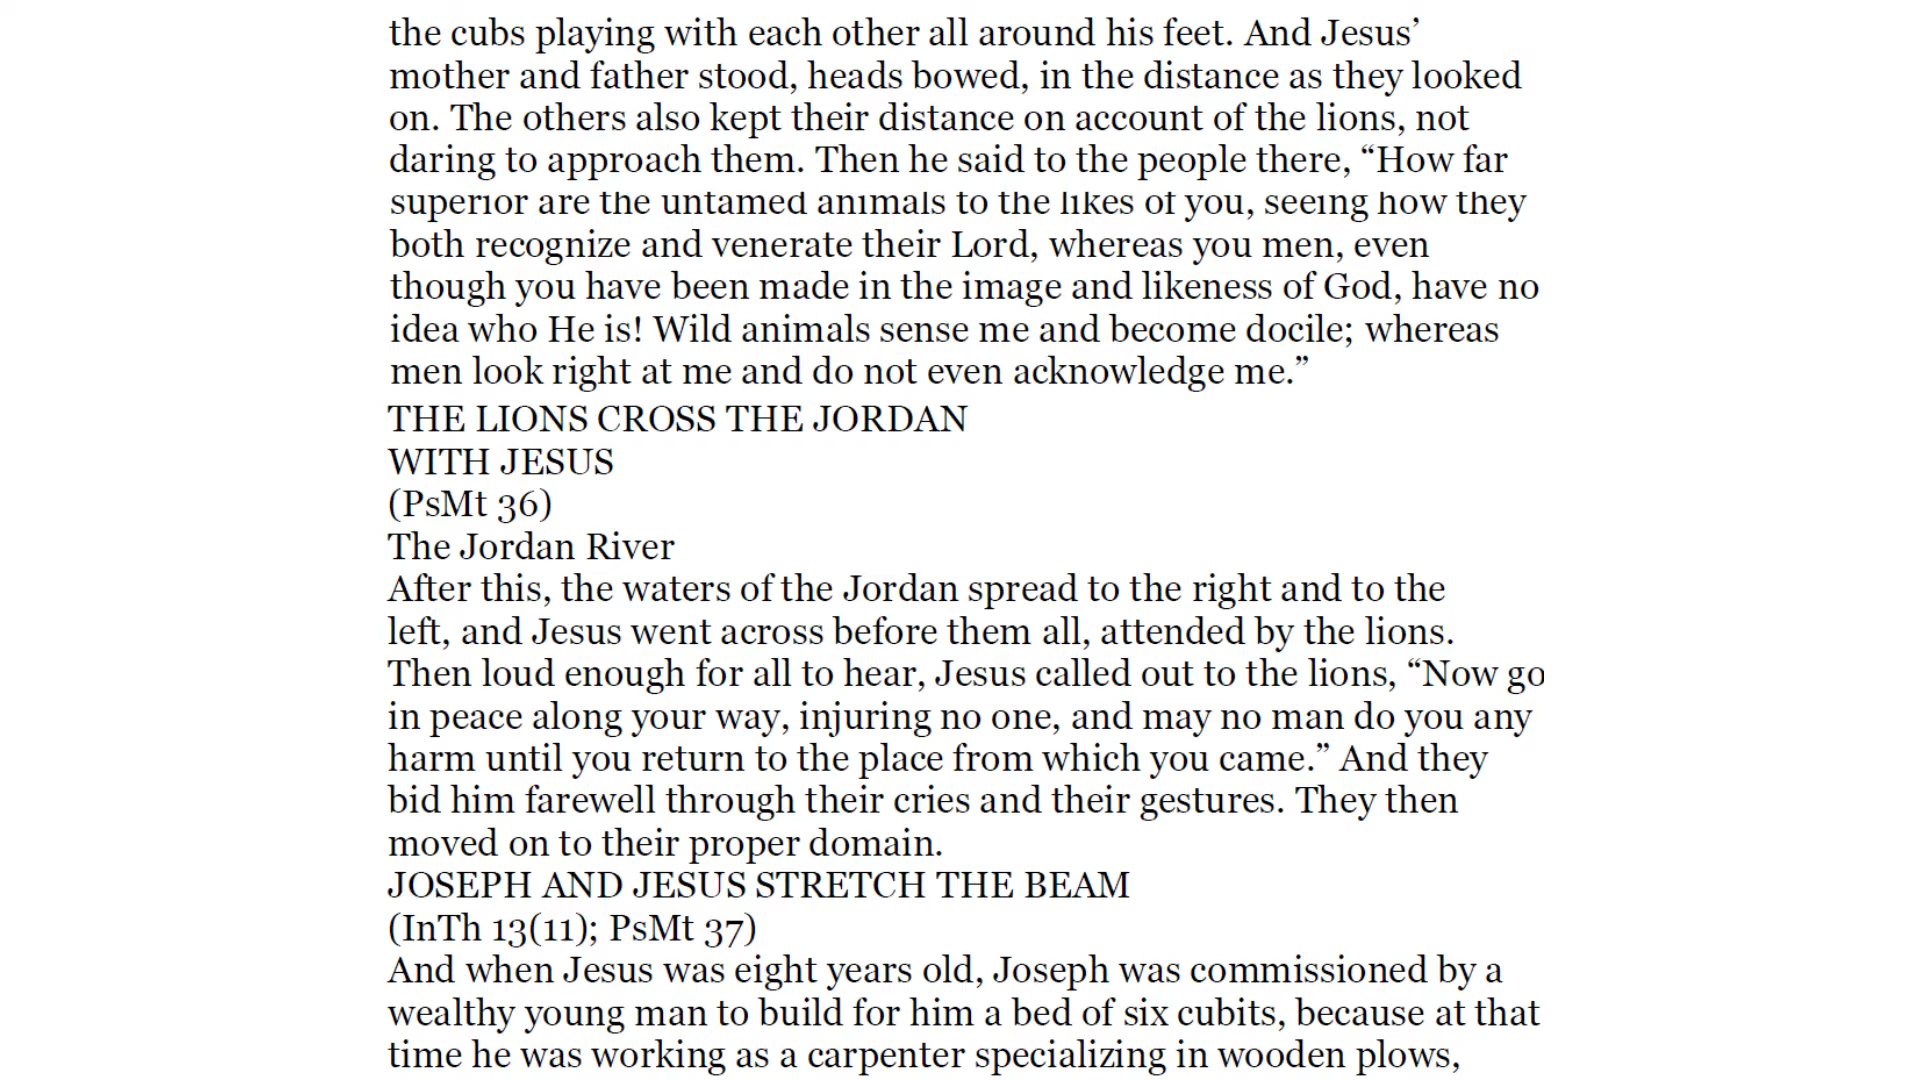 the cubs playing with each other all around his feet. And Jesus’
mother and father stood, heads bowed, in the distance as they looked
on. The others also kept their distance on account of the lions, not
daring to approach them. Then he said to the people there, “How far
superior are the untamed animals to the likes of you, seeing how they
both recognize and venerate their Lord, whereas you men, even
though you have been made in the image and likeness of God, have no
idea who He is! Wild animals sense me and become docile; whereas
men look right at me and do not even acknowledge me.”
THE LIONS CROSS THE JORDAN
WITH JESUS
(PsMt 36)
The Jordan River
After this, the waters of the Jordan spread to the right and to the
left, and Jesus went across before them all, attended by the lions.
Then loud enough for all to hear, Jesus called out to the lions, “Now go
in peace along your way, injuring no one, and may no man do you any
harm until you return to the place from which you came.” And they
bid him farewell through their cries and their gestures. They then
moved on to their proper domain.
JOSEPH AND JESUS STRETCH THE BEAM
(InTh 13(11); PsMt 37)
And when Jesus was eight years old, Joseph was commissioned by a
wealthy young man to build for him a bed of six cubits, because at that
time he was working as a carpenter specializing in wooden plows,